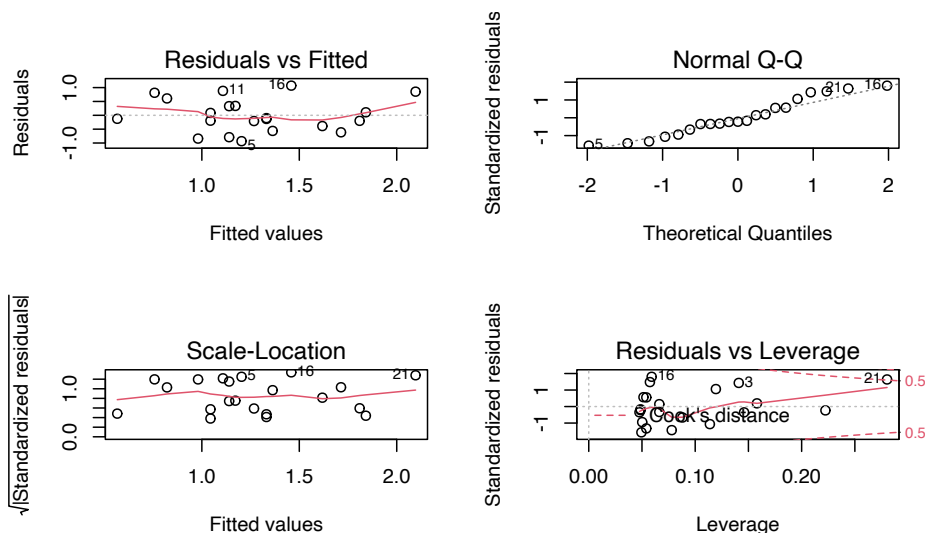 Residuals vs Fitted
Residuals
1.0
-1.0
11
16
5
1.0
1.5
2.0
Fitted values
Normal Q-Q
Standardized residuals
1
-1
5
21
16
-2
-1
0
1
2
Theoretical Quantiles
Scale-Location
√|Standardized residuals|
1.0
0.0
5
16
21
1.0
1.5
2.0
Fitted values
Residuals vs Leverage
Standardized residuals
1
-1
16
3
21
0.5
0.5
Cook's distance
0.00
0.10
0.20
Leverage